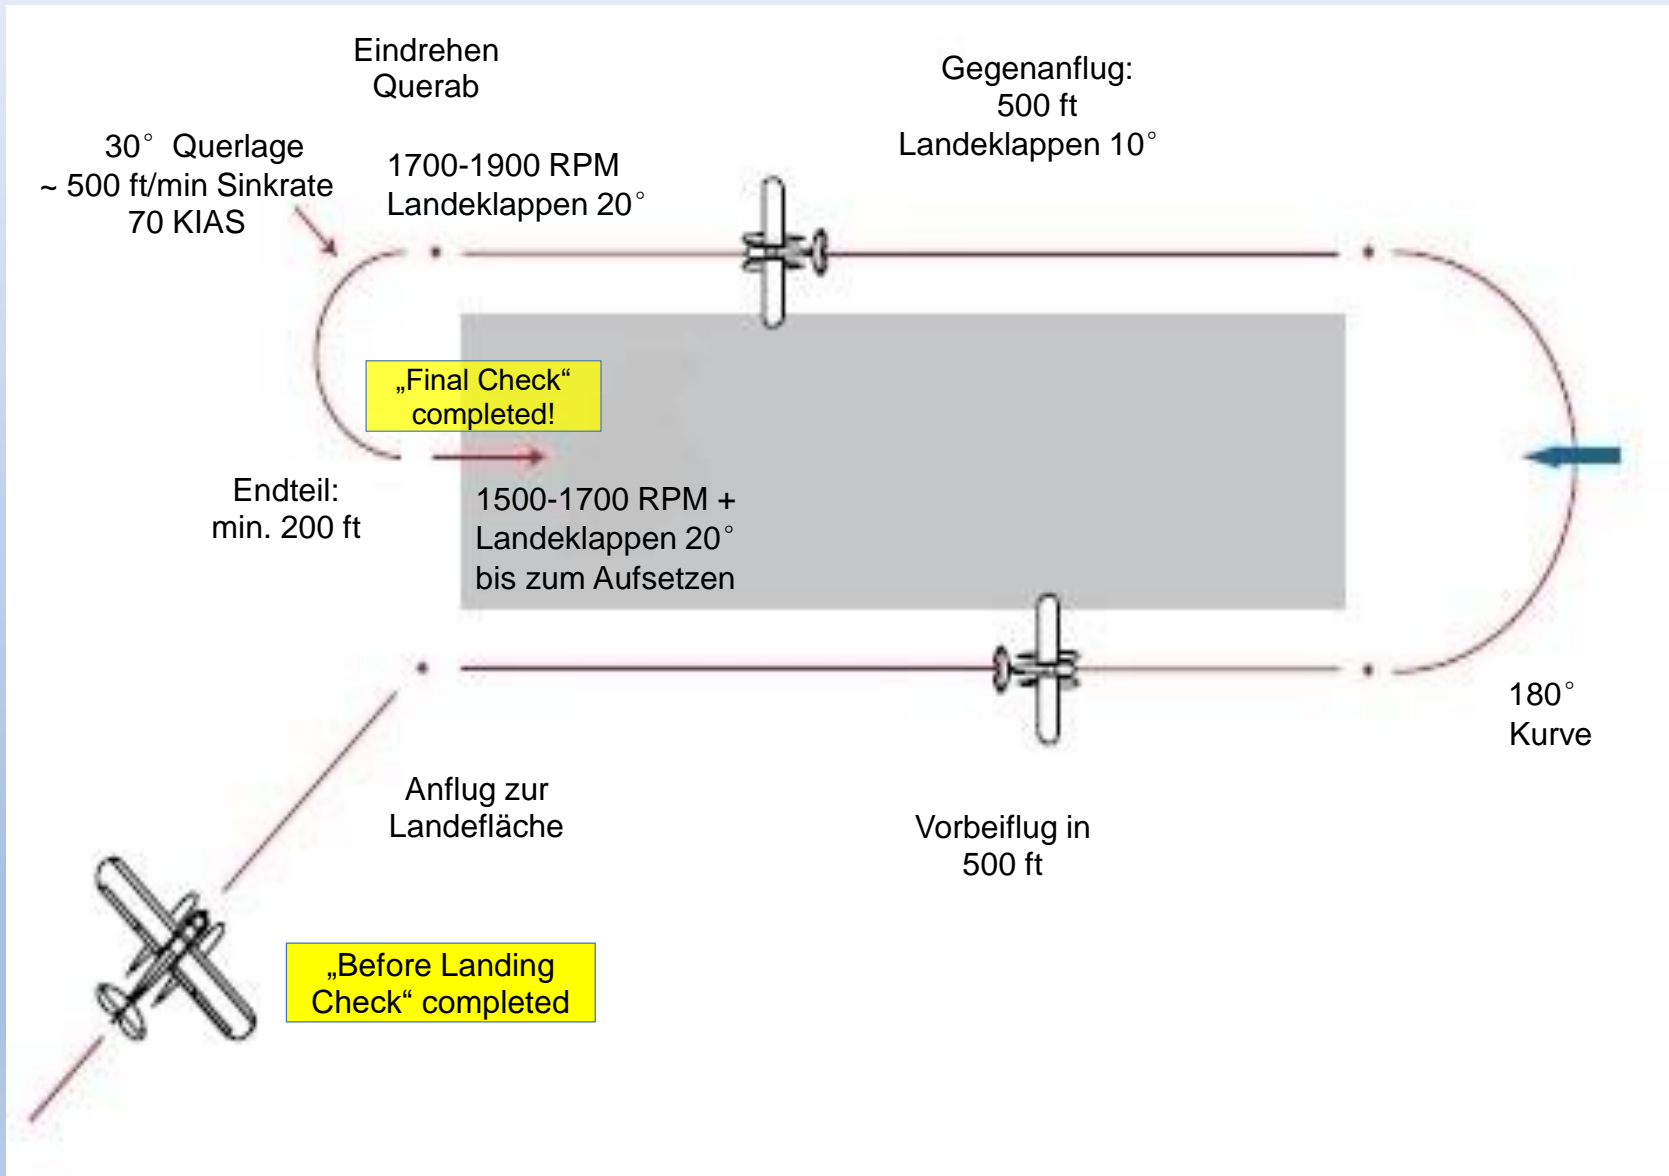 Eindrehen
Querab
Gegenanflug:
500 ft
Landeklappen 10°
30° Querlage
~ 500 ft/min Sinkrate
70 KIAS
1700-1900 RPM
Landeklappen 20°
„Final Check“
completed!
Endteil:
min. 200 ft
1500-1700 RPM +
Landeklappen 20°
bis zum Aufsetzen
180°
Kurve
Anflug zur
Landefläche
Vorbeiflug in
500 ft
„Before Landing
Check“ completed